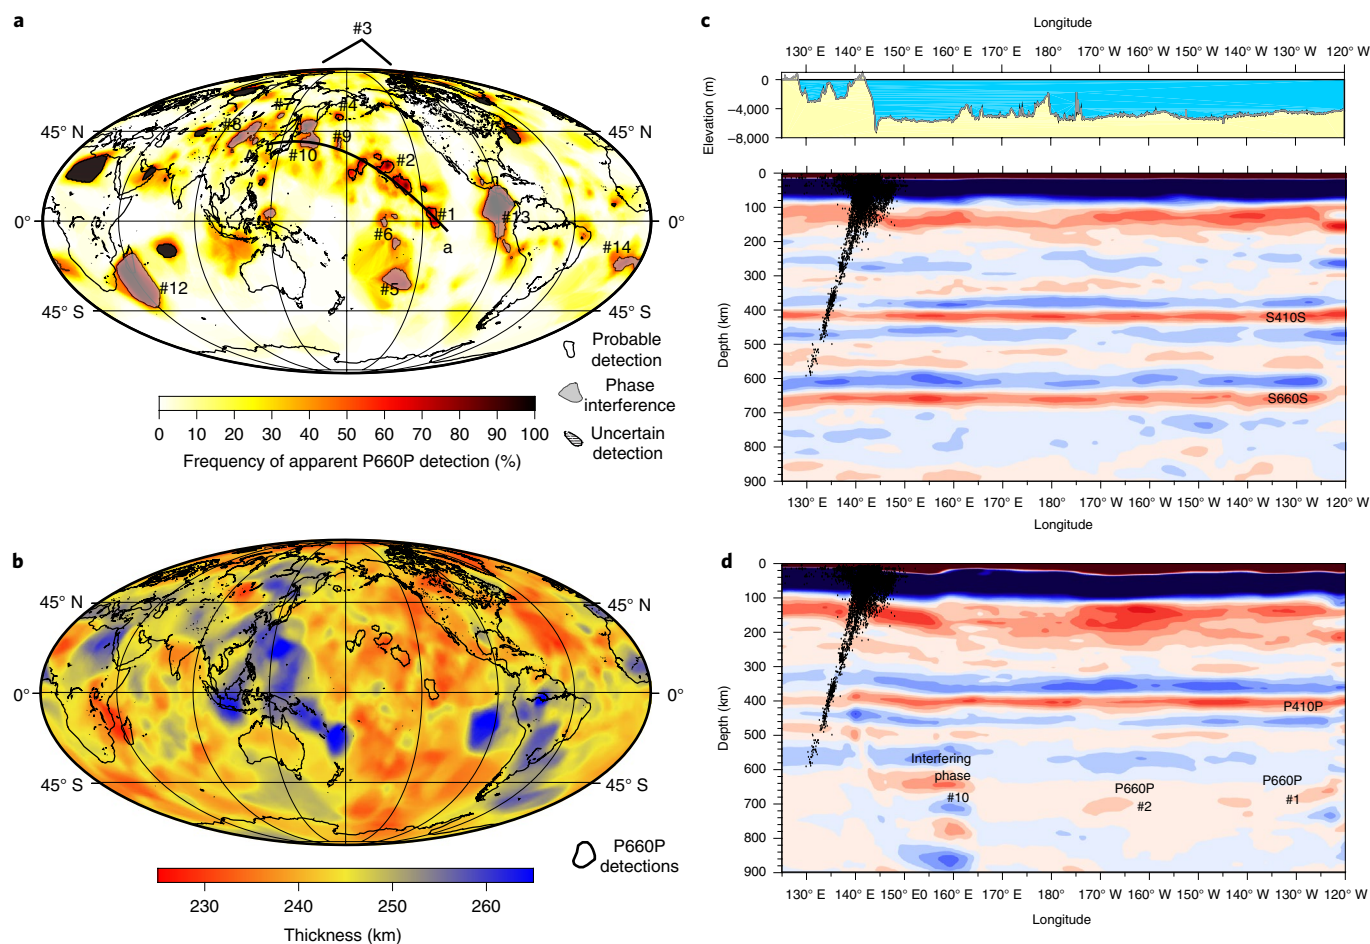 a
#3
#7
#4
#8
#9
45° N
45° N
#10
#2
#1
#13
0°
0°
#6
a
#14
#12
#5
45° S
45° S
Probable
detection
Phase
interference
Uncertain
detection
0 10 20 30 40 50 60 70 80 90 100
Frequency of apparent P660P detection (%)
b
45° N
45° N
0°
0°
45° S
45° S
P660P
detections
230 240 250 260
Thickness (km)
c
Longitude
130° E 140° E 150° E 160° E 170° E 180° 170° W 160° W 150° W 140° W 130° W 120° W
Elevation (m)
0
−4,000
−8,000
Depth (km)
0
100
200
300
400
500
600
700
800
900
S410S
S660S
130° E 140° E 150° E 160° E 170° E 180° 170° W 160° W 150° W 140° W 130° W 120° W
Longitude
d
Depth (km)
0
100
200
300
400
500
600
700
800
900
P410P
Interfering
phase
#10
P660P
#2
P660P
#1
130° E 140° E 150° E 160° E 170° E 180° 170° W 160° W 150° W 140° W 130° W 120° W
Longitude